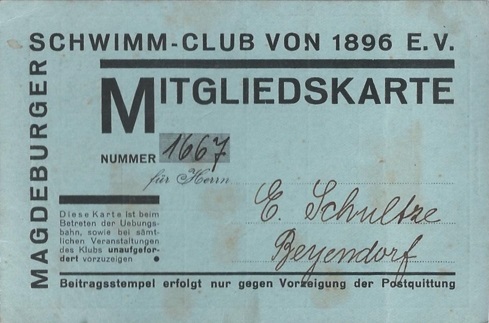 SCHWIMM-CLUB VON 1896 E.V.
MAGDEBURGER
MITGLIEDSKARTE
NUMMER 1667
für Herrn
E. Schultze
Beyendorf
Diese Karte ist beim
Betreten der Uebungs-
bahn, sowie bei sämt-
lichen Veranstaltungen
des Klubs unaufgefor-
dert vorzuzeigen
Beitragsstempel erfolgt nur gegen Vorzeigung der Postquittung